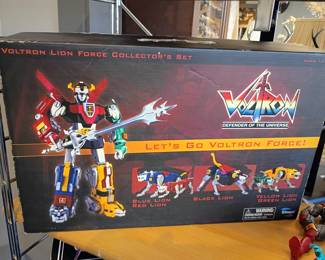 Voltron Lion Force Collector's Set
VOLTRON
DEFENDER OF THE UNIVERSE
Let's Go Voltron Force!
Blue Lion
Red Lion
Black Lion
Yellow Lion
Green Lion
WARNING: